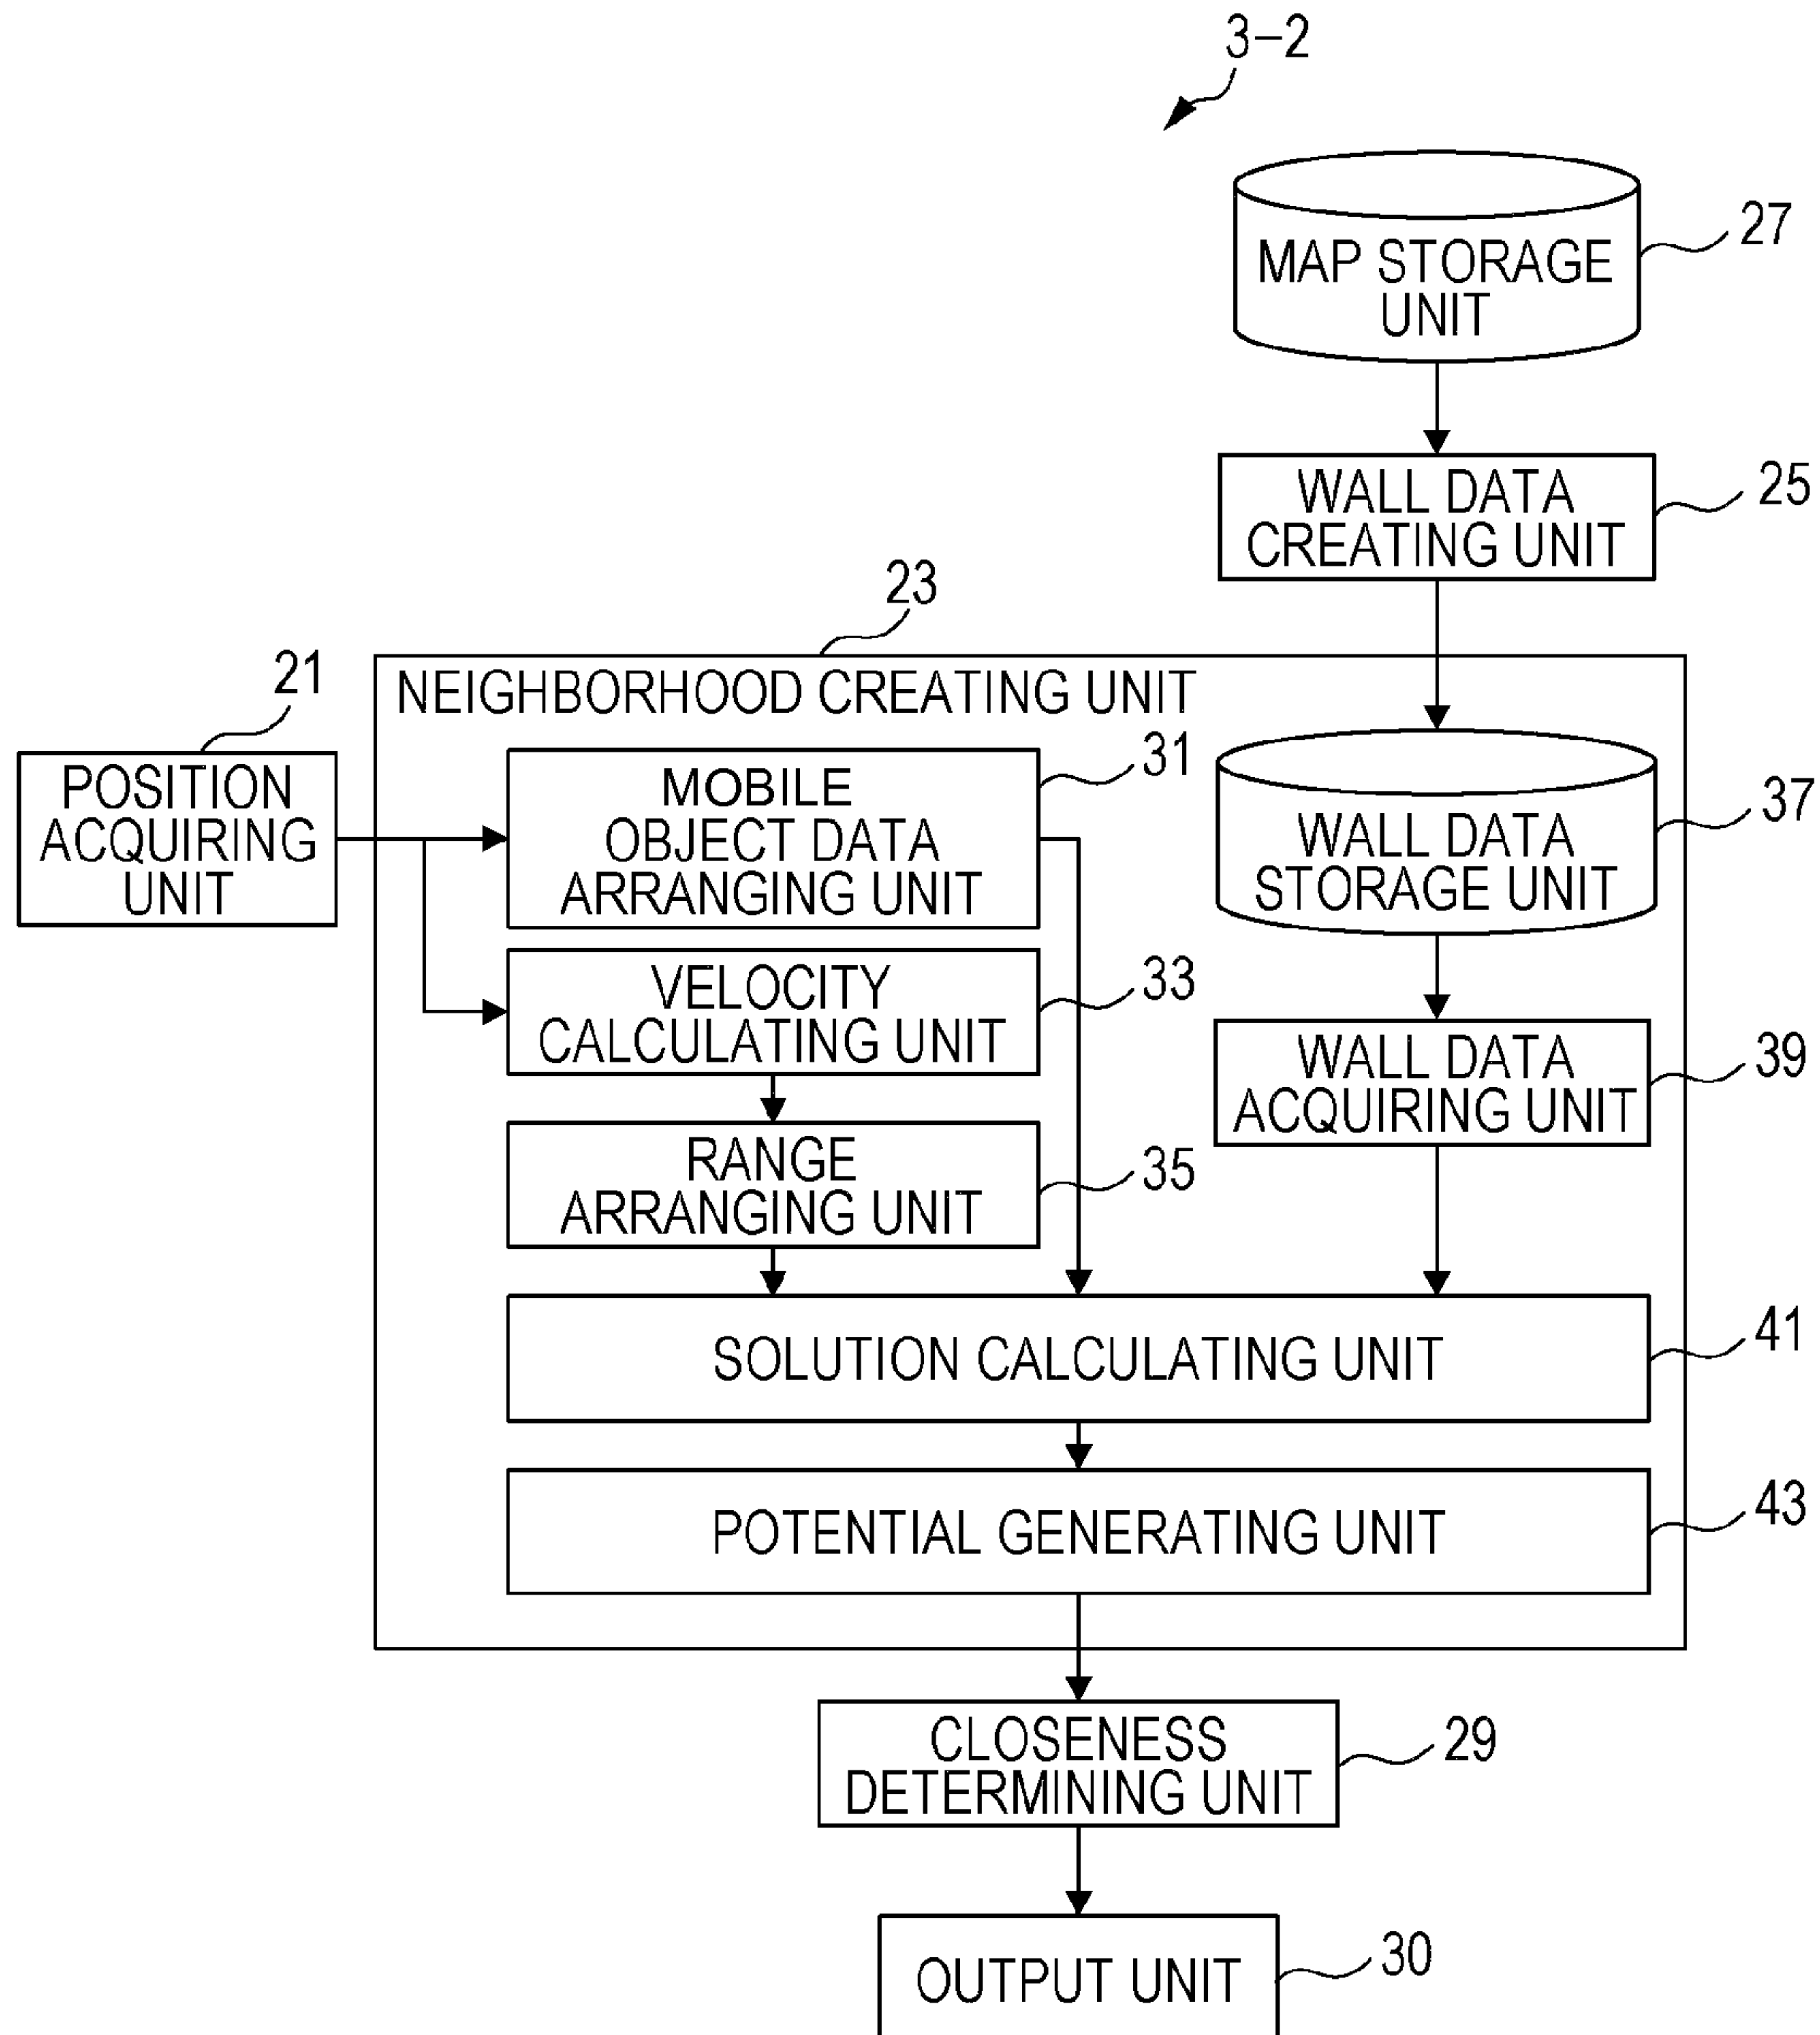 3-2
MAP STORAGE
UNIT
27
WALL DATA
CREATING UNIT
25
23
NEIGHBORHOOD CREATING UNIT
21
POSITION
ACQUIRING
UNIT
MOBILE
OBJECT DATA
ARRANGING UNIT
31
WALL DATA
STORAGE UNIT
37
VELOCITY
CALCULATING UNIT
33
WALL DATA
ACQUIRING UNIT
39
RANGE
ARRANGING UNIT
35
SOLUTION CALCULATING UNIT
41
POTENTIAL GENERATING UNIT
43
CLOSENESS
DETERMINING UNIT
29
OUTPUT UNIT
30